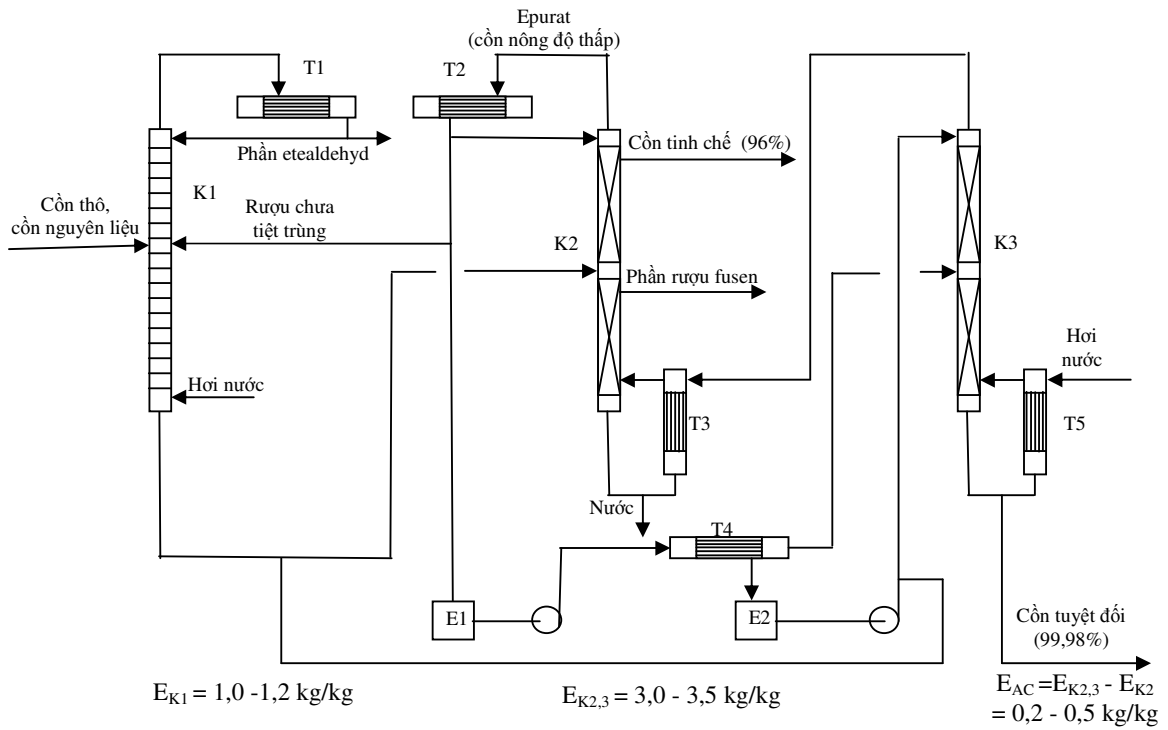 Epurat
(cồn nông độ thấp)
T1
T2
Cồn tinh chế (96%)
Phần etealdehyd
K1
Cồn thô,
cồn nguyên liệu
Rượu chưa
tiệt trùng
K2
K3
Phần rượu fusen
Hơi
nước
Hơi nước
T3
T5
Nước
T4
E1
E2
Cồn tuyệt đối
(99,98%)
E_K1 = 1,0 -1,2 kg/kg
E_K2,3 = 3,0 - 3,5 kg/kg
E_AC =E_K2,3 - E_K2
= 0,2 - 0,5 kg/kg